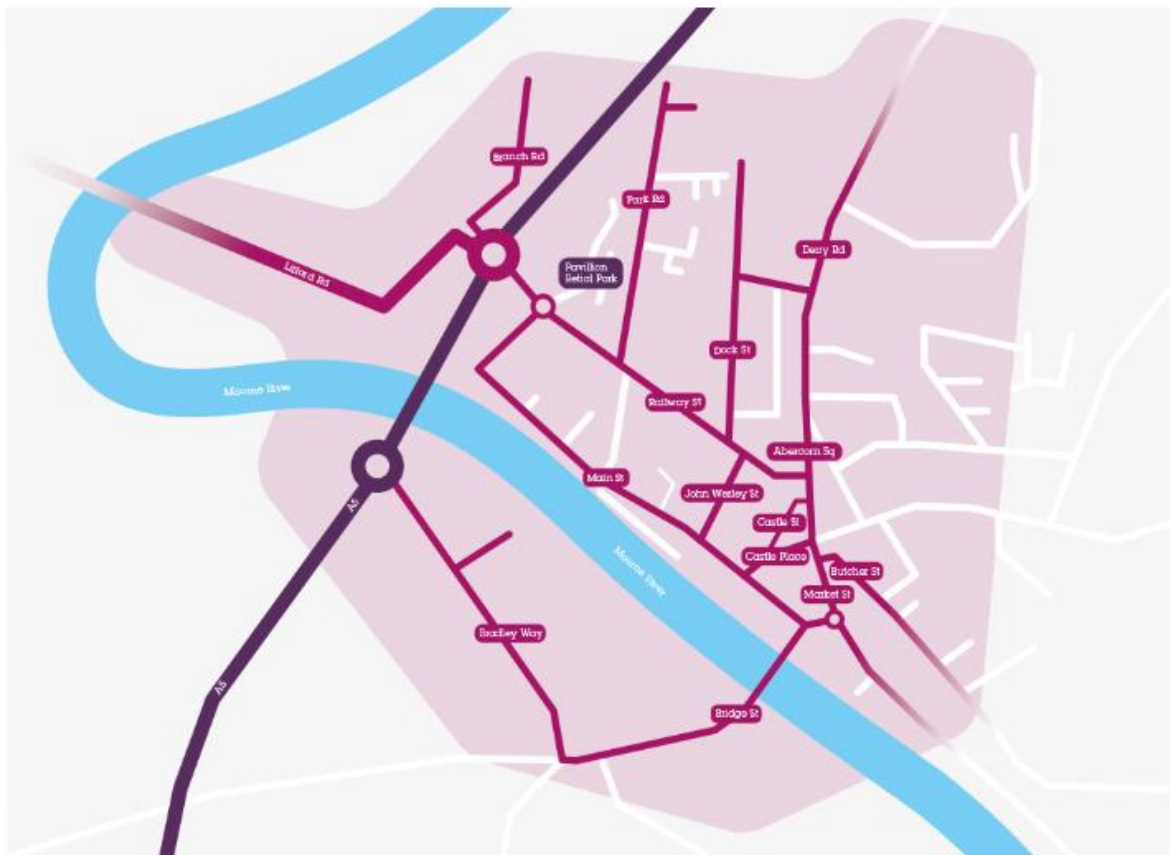 Branch Rd
Park Rd
Derry Rd
Lifford Rd
Pavillion
Retial Park
Dock St
Mourne River
Railway St
Abercorn Sq
Main St
John Wesley St
A5
Castle St
Castle Place
Mourne River
Butcher St
Market St
Bradley Way
A5
Bridge St